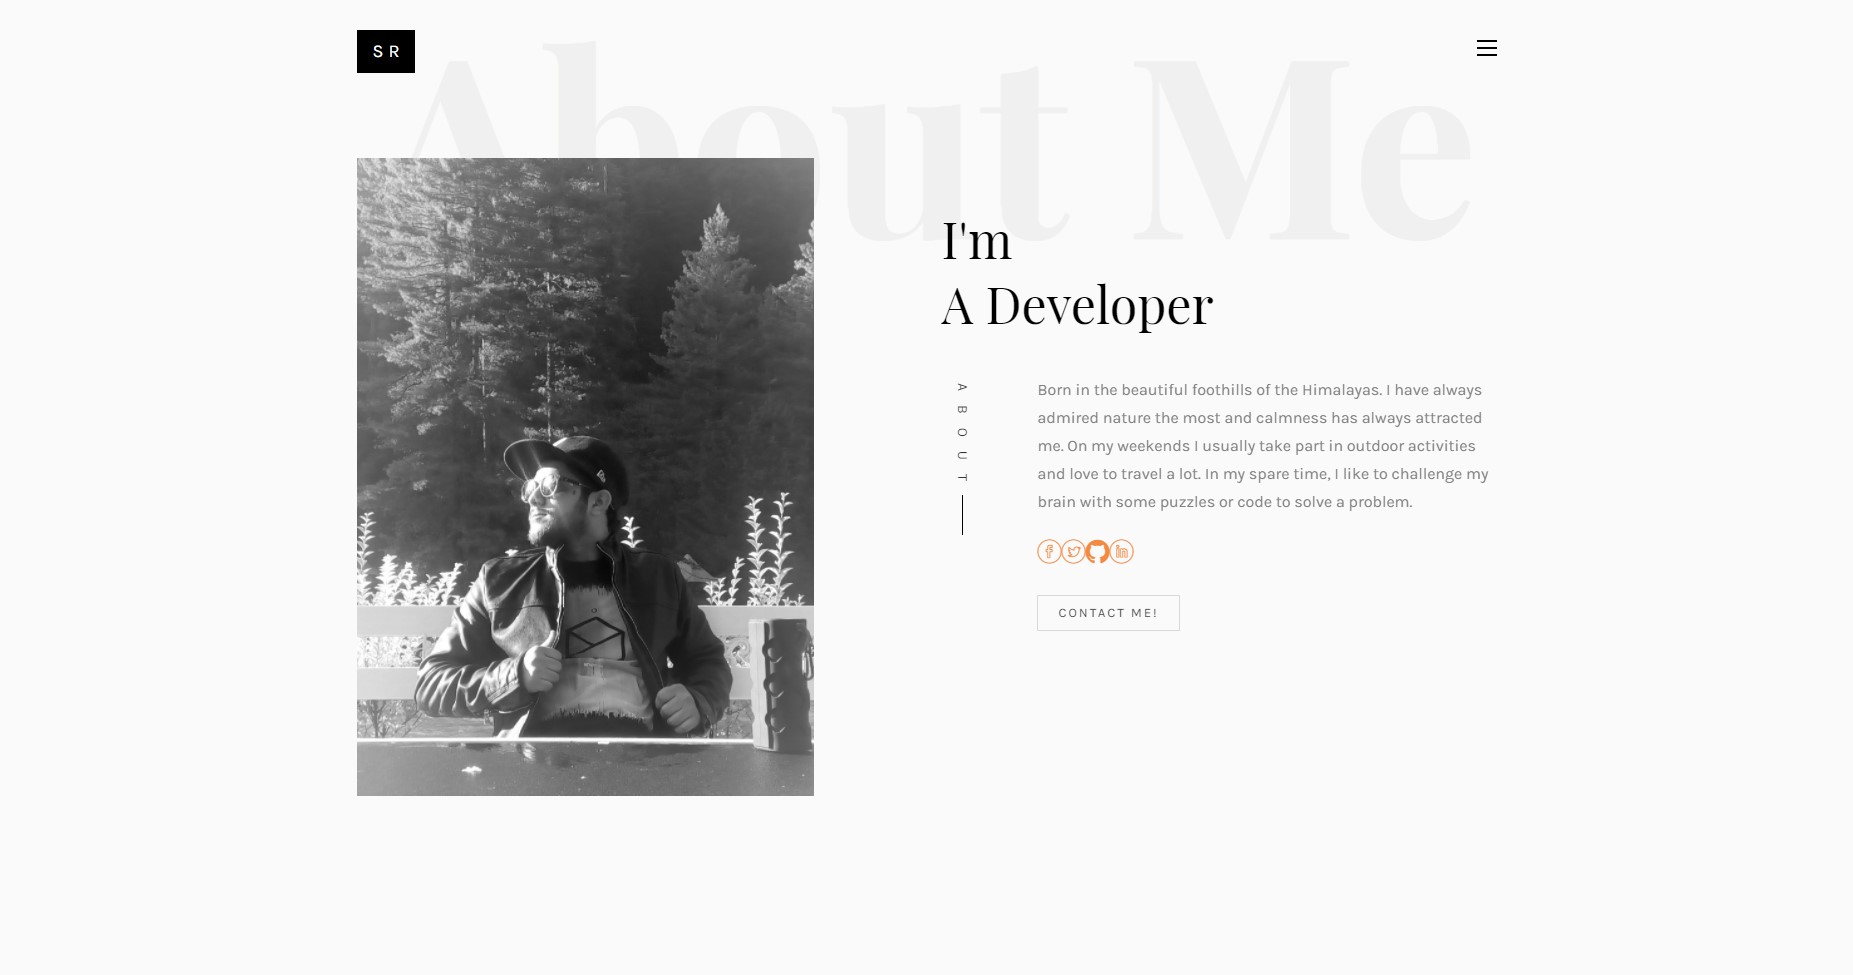 S R
About Me
I'm
A Developer
ABOUT
Born in the beautiful foothills of the Himalayas. I have always
admired nature the most and calmness has always attracted
me. On my weekends I usually take part in outdoor activities
and love to travel a lot. In my spare time, I like to challenge my
brain with some puzzles or code to solve a problem.
CONTACT ME!